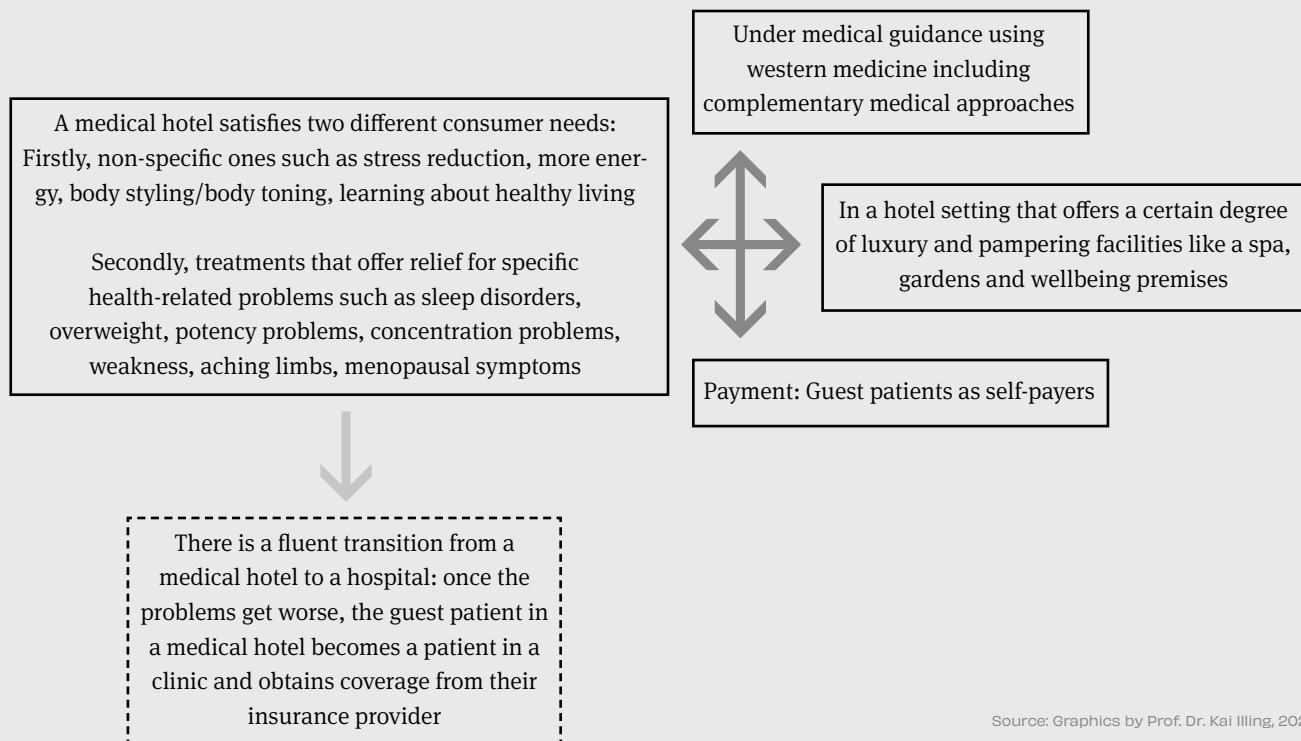 Under medical guidance using
western medicine including
complementary medical approaches
A medical hotel satisfies two different consumer needs:
Firstly, non-specific ones such as stress reduction, more ener-
gy, body styling/body toning, learning about healthy living
Secondly, treatments that offer relief for specific
health-related problems such as sleep disorders,
overweight, potency problems, concentration problems,
weakness, aching limbs, menopausal symptoms
In a hotel setting that offers a certain degree
of luxury and pampering facilities like a spa,
gardens and wellbeing premises
Payment: Guest patients as self-payers
There is a fluent transition from a
medical hotel to a hospital: once the
problems get worse, the guest patient in
a medical hotel becomes a patient in a
clinic and obtains coverage from their
insurance provider
Source: Graphics by Prof. Dr. Kai Illing,